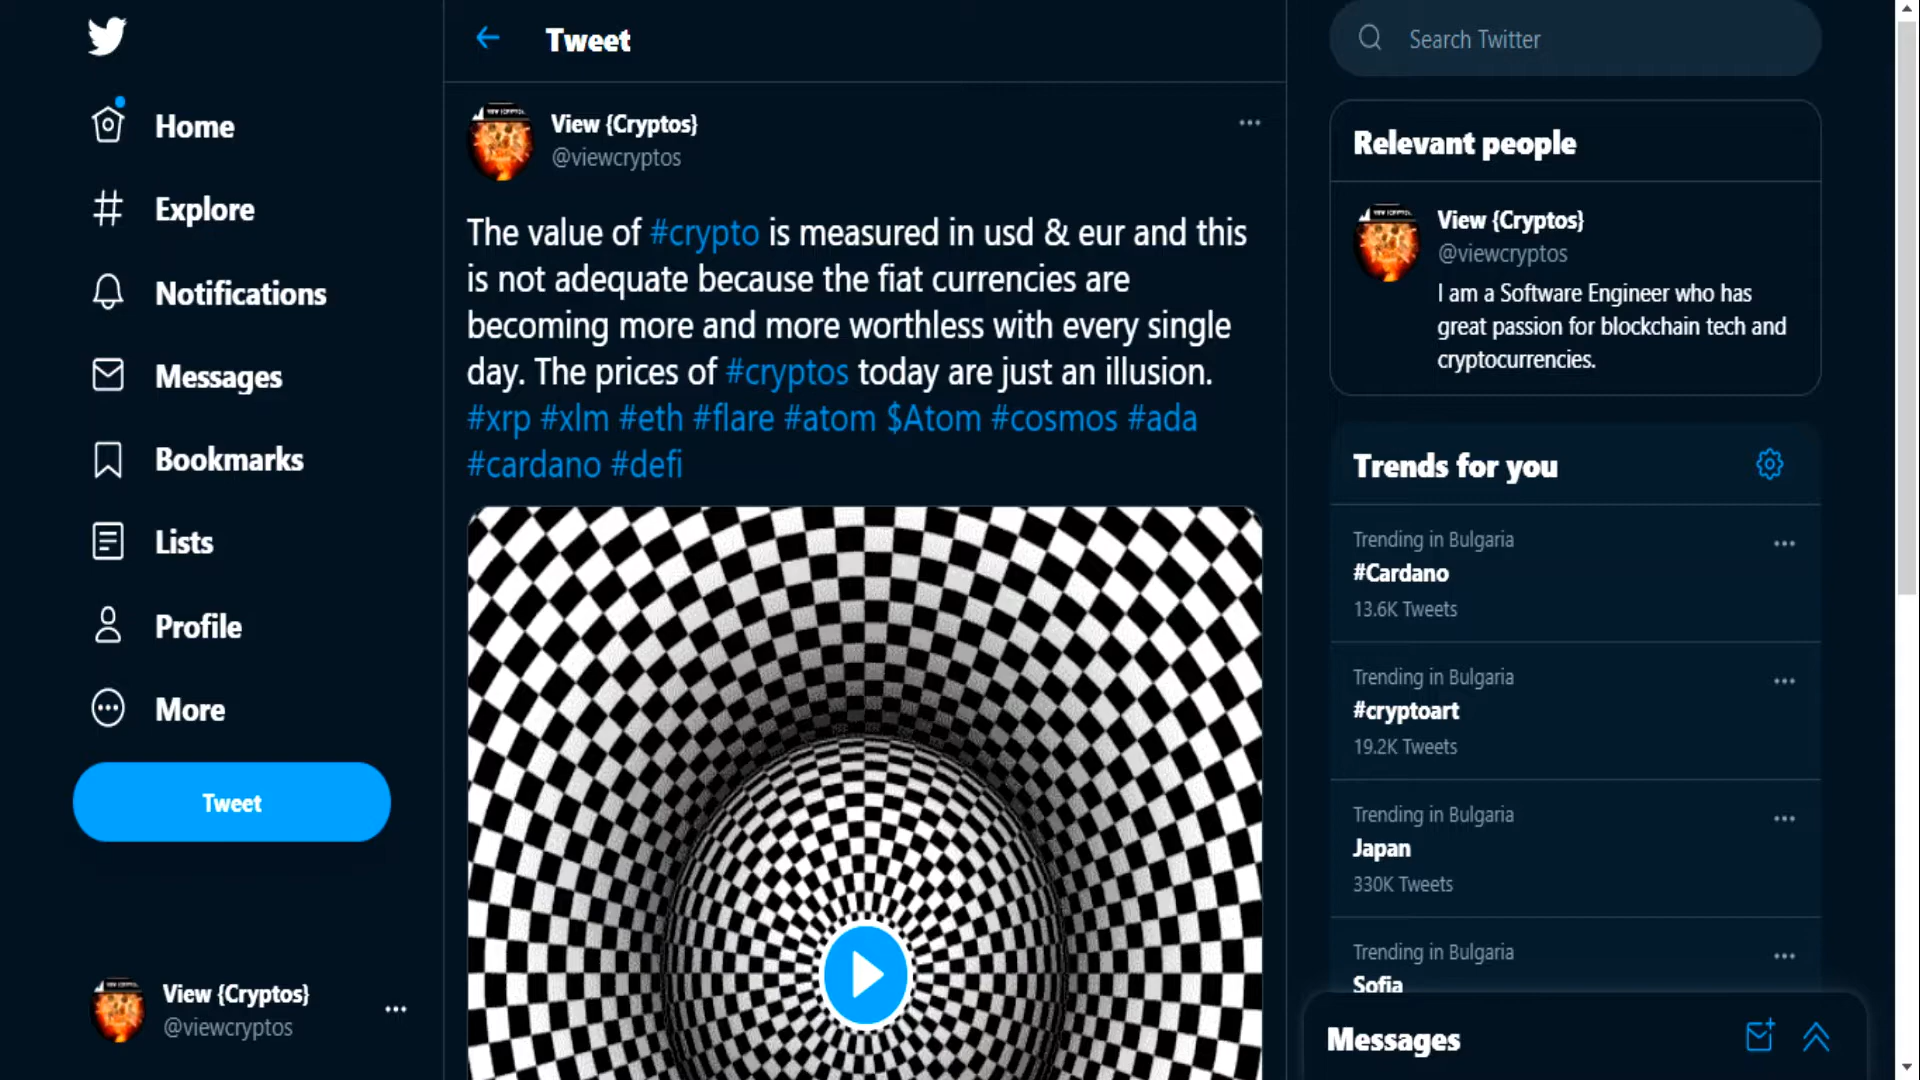 Tweet
Search Twitter
Home
Explore
Notifications
Messages
Bookmarks
Lists
Profile
More
Tweet
View {Cryptos}
@viewcryptos
View {Cryptos}
@viewcryptos
The value of #crypto is measured in usd & eur and this
is not adequate because the fiat currencies are
becoming more and more worthless with every single
day. The prices of #cryptos today are just an illusion.
#xrp #xlm #eth #flare #atom $Atom #cosmos #ada
#cardano #defi
Relevant people
View {Cryptos}
@viewcryptos
I am a Software Engineer who has
great passion for blockchain tech and
cryptocurrencies.
Trends for you
Trending in Bulgaria
#Cardano
13.6K Tweets
Trending in Bulgaria
#cryptoart
19.2K Tweets
Trending in Bulgaria
Japan
330K Tweets
Trending in Bulgaria
Sofia
Messages